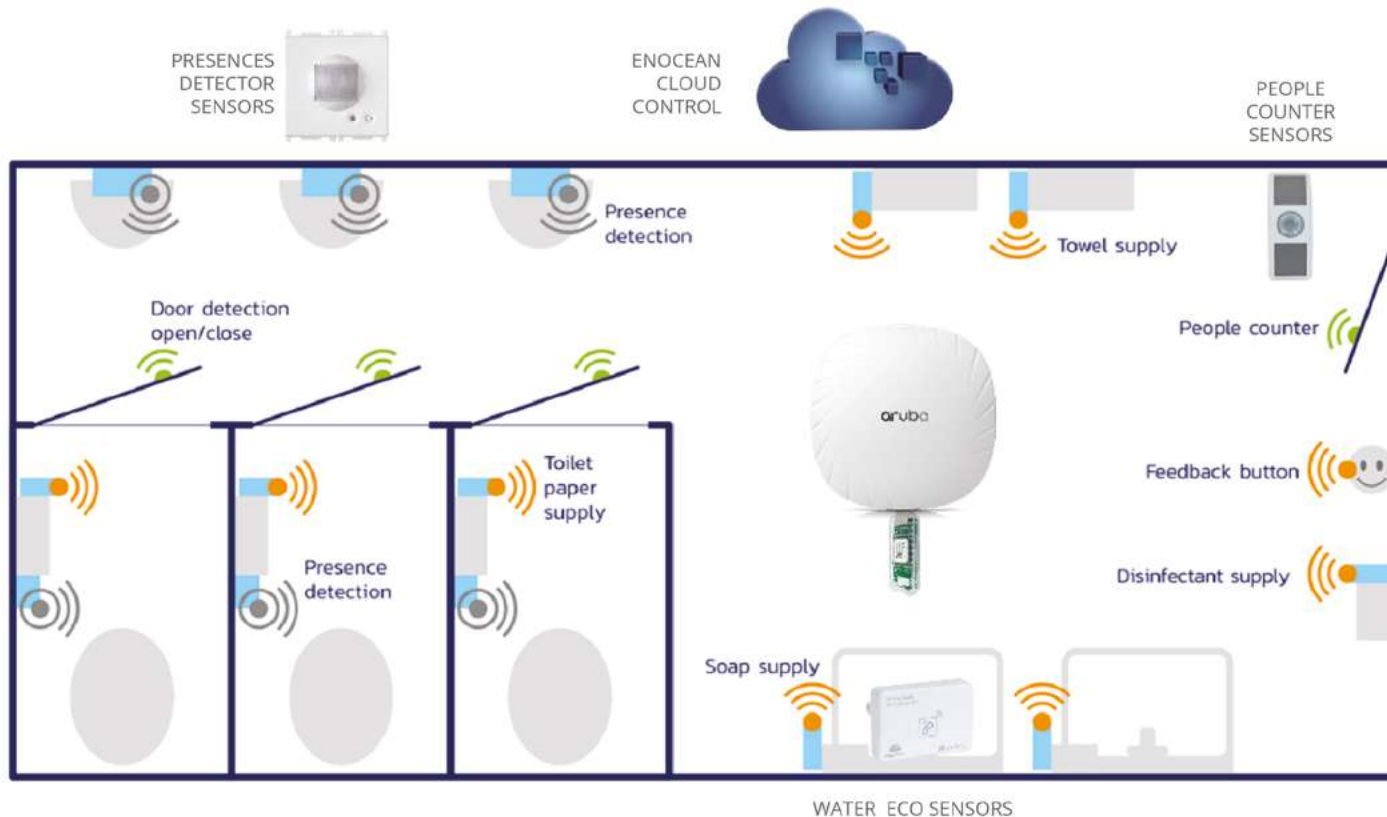 PRESENCES
DETECTOR
SENSORS
ENOCEAN
CLOUD
CONTROL
PEOPLE
COUNTER
SENSORS
Presence
detection
Towel supply
Door detection
open/close
People counter
aruba
Toilet
paper
supply
Feedback button
Presence
detection
Disinfectant supply
Soap supply
WATER ECO SENSORS